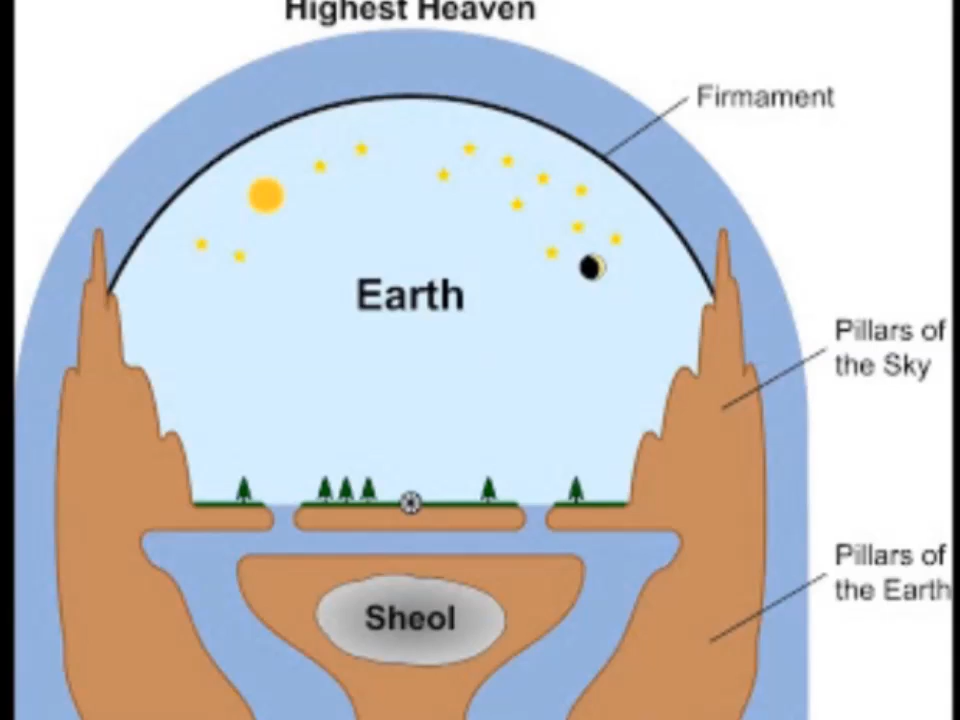 Highest Heaven
Firmament
Earth
Pillars of
the Sky
Pillars of
the Earth
Sheol